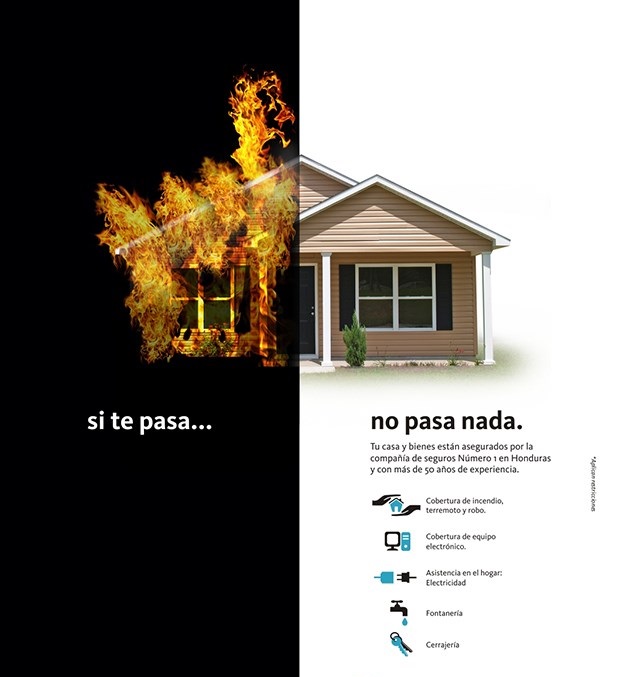 si te pasa...
no pasa nada.
Tu casa y bienes están asegurados por la
compañía de seguros Número 1 en Honduras
y con más de 50 años de experiencia.
Cobertura de incendio,
terremoto y robo.
Cobertura de equipo
electrónico.
Asistencia en el hogar:
Electricidad
Fontanería
Cerrajería
*Aplican restricciones